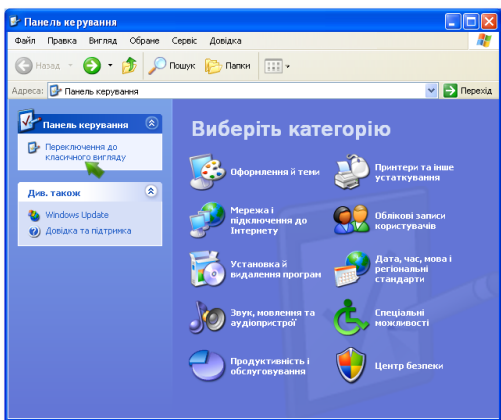 Панель керування
Файл Правка Вигляд Обране Сервіс Довідка
Назад Пошук Папки
Адреса: Панель керування Перехід
Панель керування
Переключення до
класичного вигляду
Див. також
Windows Update
Довідка та підтримка
Виберіть категорію
Оформлення й теми
Принтери та інше
устаткування
Мережа і
підключення до
Інтернету
Облікові записи
користувачів
Установка й
видалення програм
Дата, час, мова і
регіональні
стандарти
Звук, мовлення та
аудіопристрої
Спеціальні
можливості
Продуктивність і
обслуговування
Центр безпеки